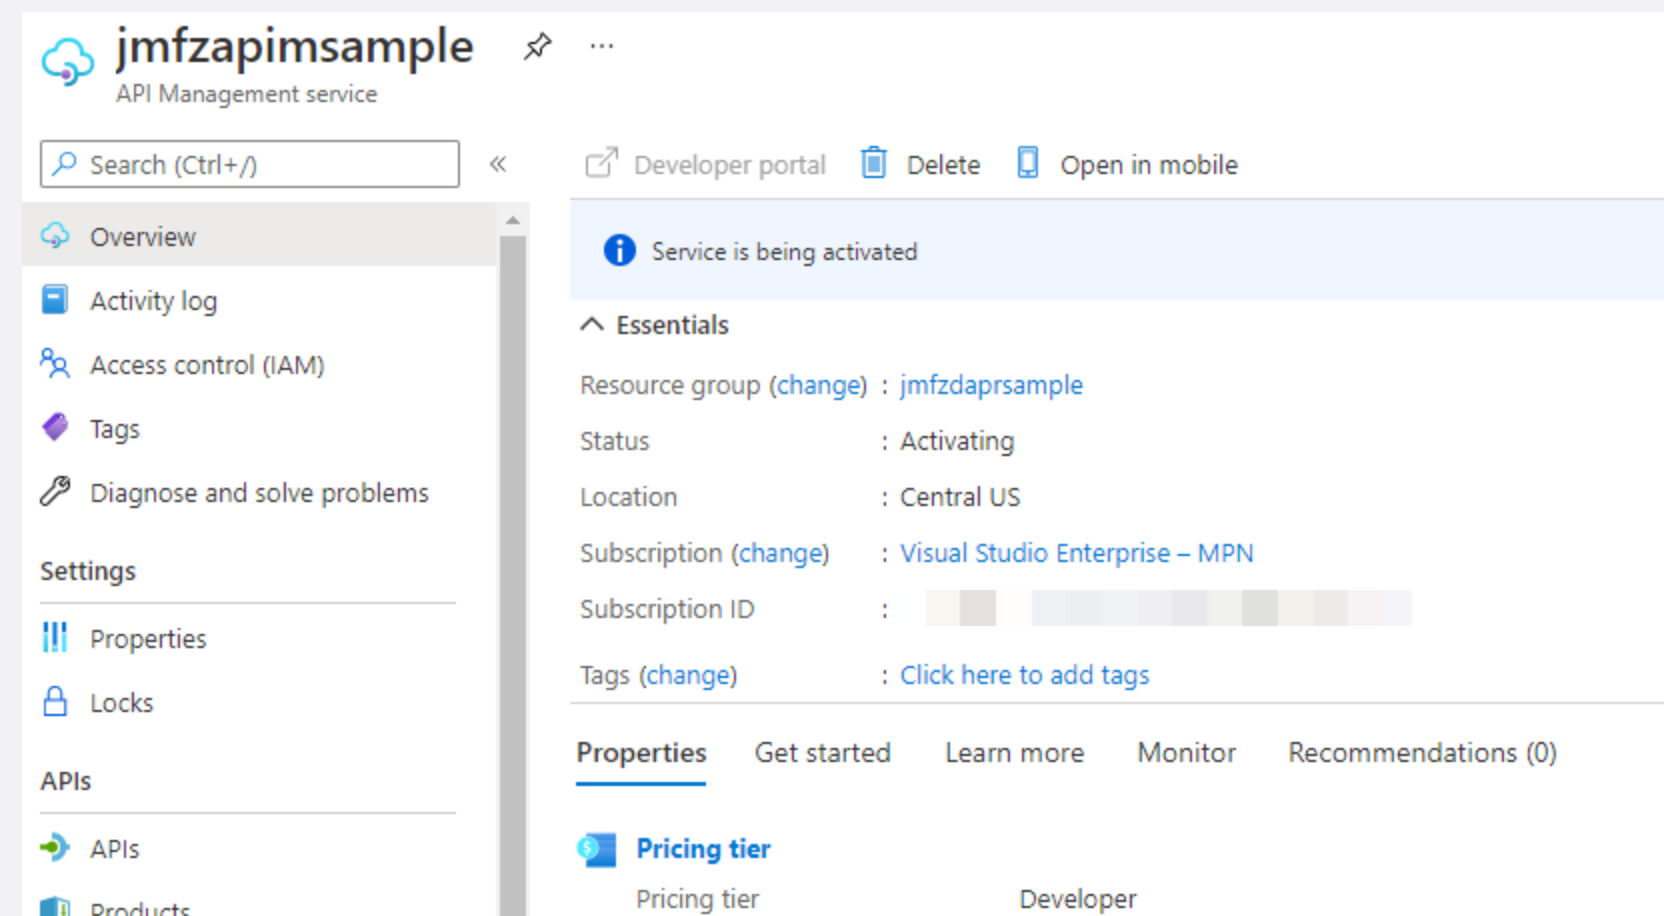 jmfzapimsample
...
API Management service
Search (Ctrl+/)
«
Developer portal
Delete
Open in mobile
Overview
Activity log
Access control (IAM)
Tags
Diagnose and solve problems
Settings
Properties
Locks
APIs
APIs
Products
Service is being activated
Essentials
Resource group (change) : jmfzdaprsample
Status : Activating
Location : Central US
Subscription (change) : Visual Studio Enterprise – MPN
Subscription ID :
Tags (change) : Click here to add tags
Properties Get started Learn more Monitor Recommendations (0)
Pricing tier
Pricing tier Developer